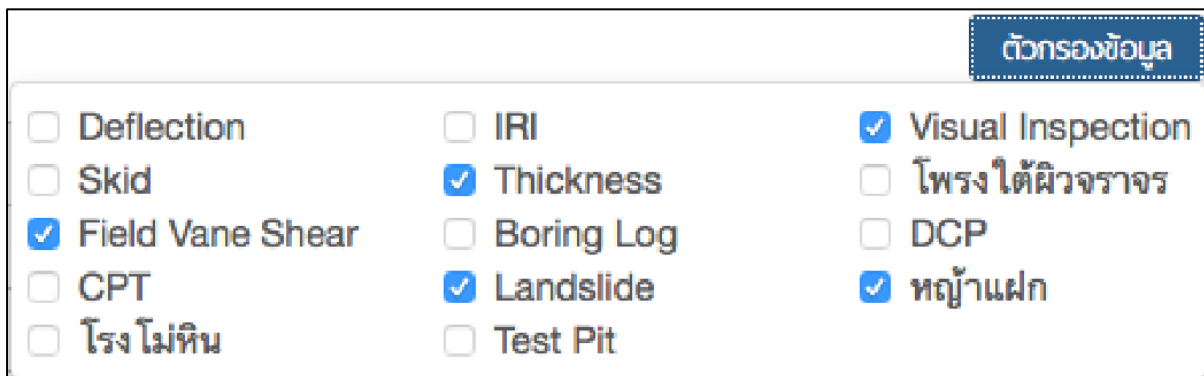 ตัวกรองข้อมูล
Deflection IRI Visual Inspection
Skid Thickness โพรงใต้ผิวจราจร
Field Vane Shear Boring Log DCP
CPT Landslide หญ้าแฝก
โรงโม่หิน Test Pit